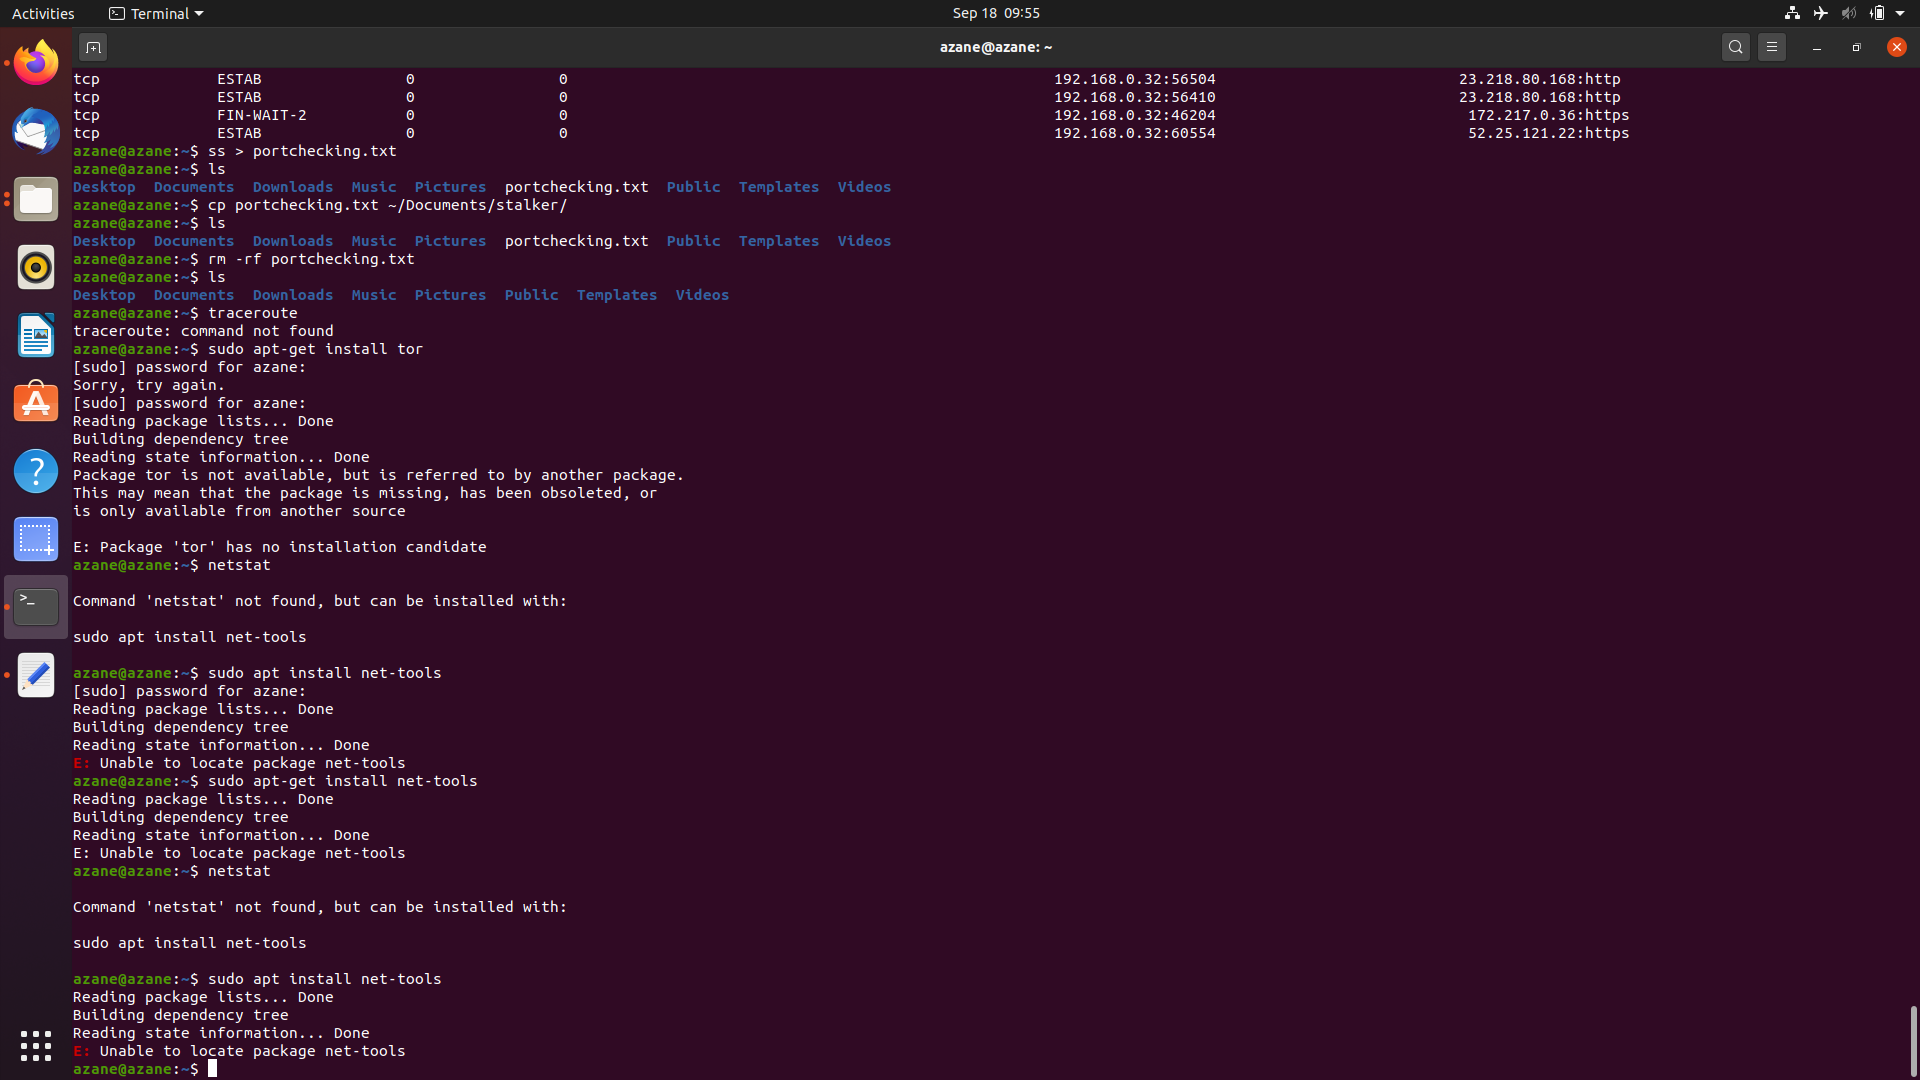 Activities Terminal Sep 18 09:55
azane@azane: ~
tcp ESTAB 0 0 192.168.0.32:56504 23.218.80.168:http
tcp ESTAB 0 0 192.168.0.32:56410 23.218.80.168:http
tcp FIN-WAIT-2 0 0 192.168.0.32:46204 172.217.0.36:https
tcp ESTAB 0 0 192.168.0.32:60554 52.25.121.22:https
azane@azane:~$ ss > portchecking.txt
azane@azane:~$ ls
Desktop Documents Downloads Music Pictures portchecking.txt Public Templates Videos
azane@azane:~$ cp portchecking.txt ~/Documents/stalker/
azane@azane:~$ ls
Desktop Documents Downloads Music Pictures portchecking.txt Public Templates Videos
azane@azane:~$ rm -rf portchecking.txt
azane@azane:~$ ls
Desktop Documents Downloads Music Pictures Public Templates Videos
azane@azane:~$ traceroute
traceroute: command not found
azane@azane:~$ sudo apt-get install tor
[sudo] password for azane:
Sorry, try again.
[sudo] password for azane:
Reading package lists... Done
Building dependency tree
Reading state information... Done
Package tor is not available, but is referred to by another package.
This may mean that the package is missing, has been obsoleted, or
is only available from another source
E: Package 'tor' has no installation candidate
azane@azane:~$ netstat
Command 'netstat' not found, but can be installed with:
sudo apt install net-tools
azane@azane:~$ sudo apt install net-tools
[sudo] password for azane:
Reading package lists... Done
Building dependency tree
Reading state information... Done
E: Unable to locate package net-tools
azane@azane:~$ sudo apt-get install net-tools
Reading package lists... Done
Building dependency tree
Reading state information... Done
E: Unable to locate package net-tools
azane@azane:~$ netstat
Command 'netstat' not found, but can be installed with:
sudo apt install net-tools
azane@azane:~$ sudo apt install net-tools
Reading package lists... Done
Building dependency tree
Reading state information... Done
E: Unable to locate package net-tools
azane@azane:~$